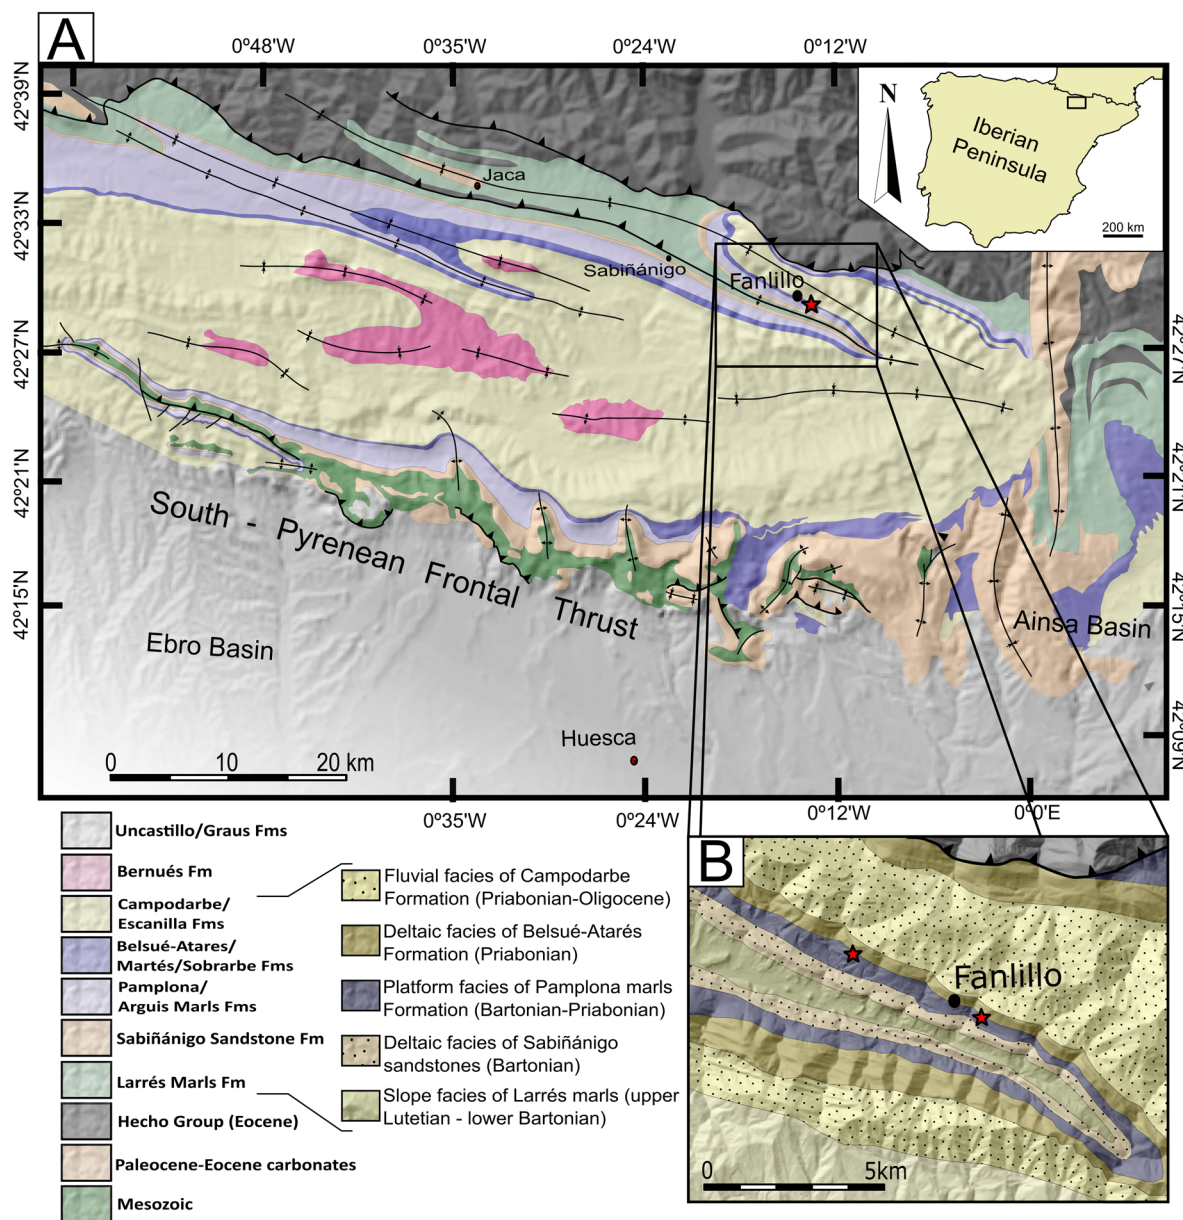 A
0º48'W
0º35'W
0º24'W
0º12'W
42º39'N
42º33'N
42º27'N
42º21'N
42º15'N
N
Iberian
Peninsula
200 km
Jaca
Sabiñánigo
Fanlillo
42º27'N
42º21'N
42º15'N
42º09'N
South - Pyrenean Frontal Thrust
Ebro Basin
Ainsa Basin
Huesca
0 10 20 km
0º35'W
0º24'W
0º12'W
0º0'E
Uncastillo/Graus Fms
Bernués Fm
Campodarbe/
Escanilla Fms
Belsué-Atares/
Martés/Sobrarbe Fms
Pamplona/
Arguis Marls Fms
Sabiñánigo Sandstone Fm
Larrés Marls Fm
Hecho Group (Eocene)
Paleocene-Eocene carbonates
Mesozoic
Fluvial facies of Campodarbe
Formation (Priabonian-Oligocene)
Deltaic facies of Belsué-Atarés
Formation (Priabonian)
Platform facies of Pamplona marls
Formation (Bartonian-Priabonian)
Deltaic facies of Sabiñánigo
sandstones (Bartonian)
Slope facies of Larrés marls (upper
Lutetian - lower Bartonian)
B
Fanlillo
0 5km